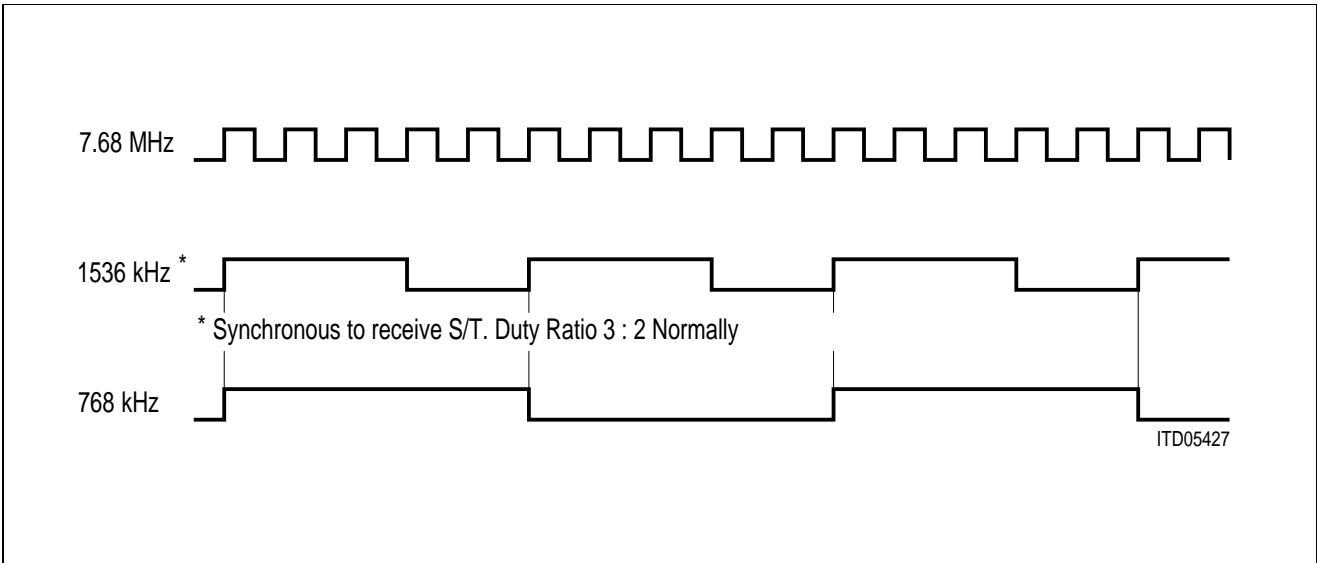 7.68 MHz
1536 kHz *
* Synchronous to receive S/T. Duty Ratio 3 : 2 Normally
768 kHz
ITD05427